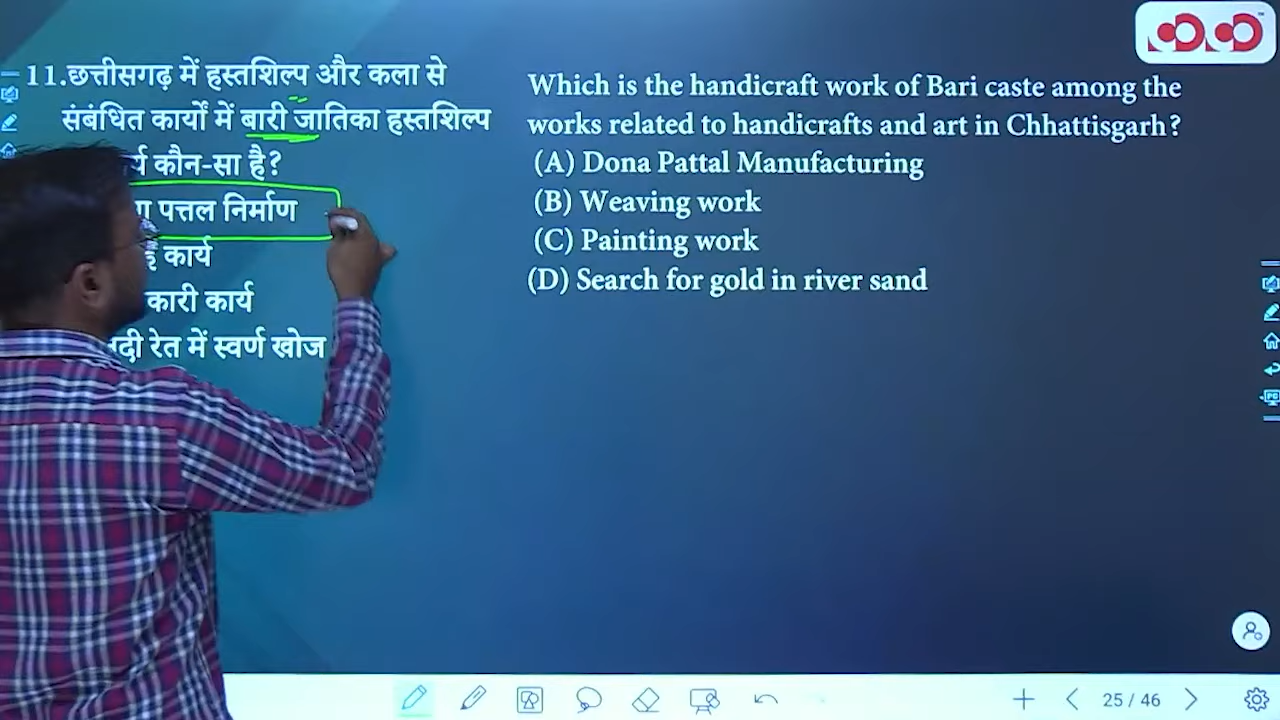 11.छत्तीसगढ़ में हस्तशिल्प और कला से
संबंधित कार्यों में बारी जातिका हस्तशिल्प
कौन-सा है?
पत्तल निर्माण
कार्य
कारी कार्य
नदी रेत में स्वर्ण खोज
Which is the handicraft work of Bari caste among the
works related to handicrafts and art in Chhattisgarh?
(A) Dona Pattal Manufacturing
(B) Weaving work
(C) Painting work
(D) Search for gold in river sand
25 / 46